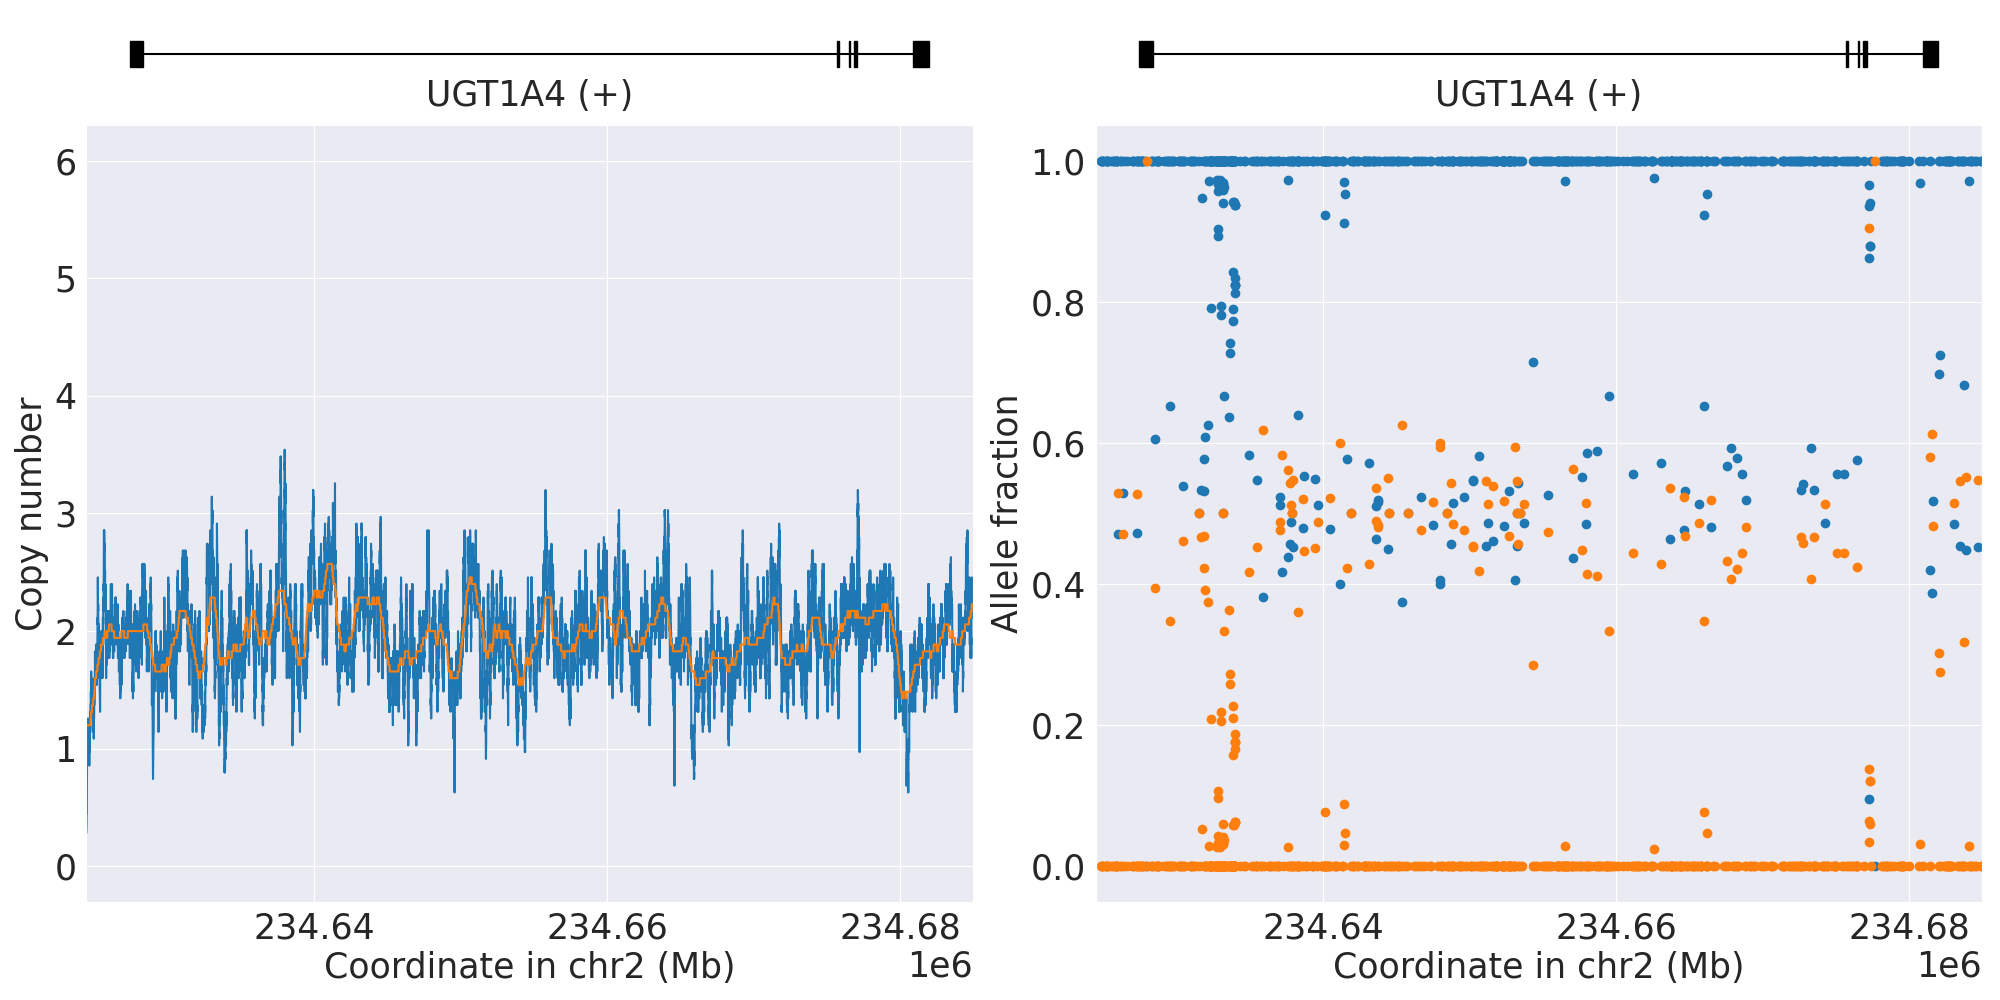 UGT1A4 (+)
6
5
4
3
2
1
0
Copy number
234.64
234.66
234.68
Coordinate in chr2 (Mb)
1e6
UGT1A4 (+)
1.0
0.8
0.6
0.4
0.2
0.0
Allele fraction
234.64
234.66
234.68
Coordinate in chr2 (Mb)
1e6